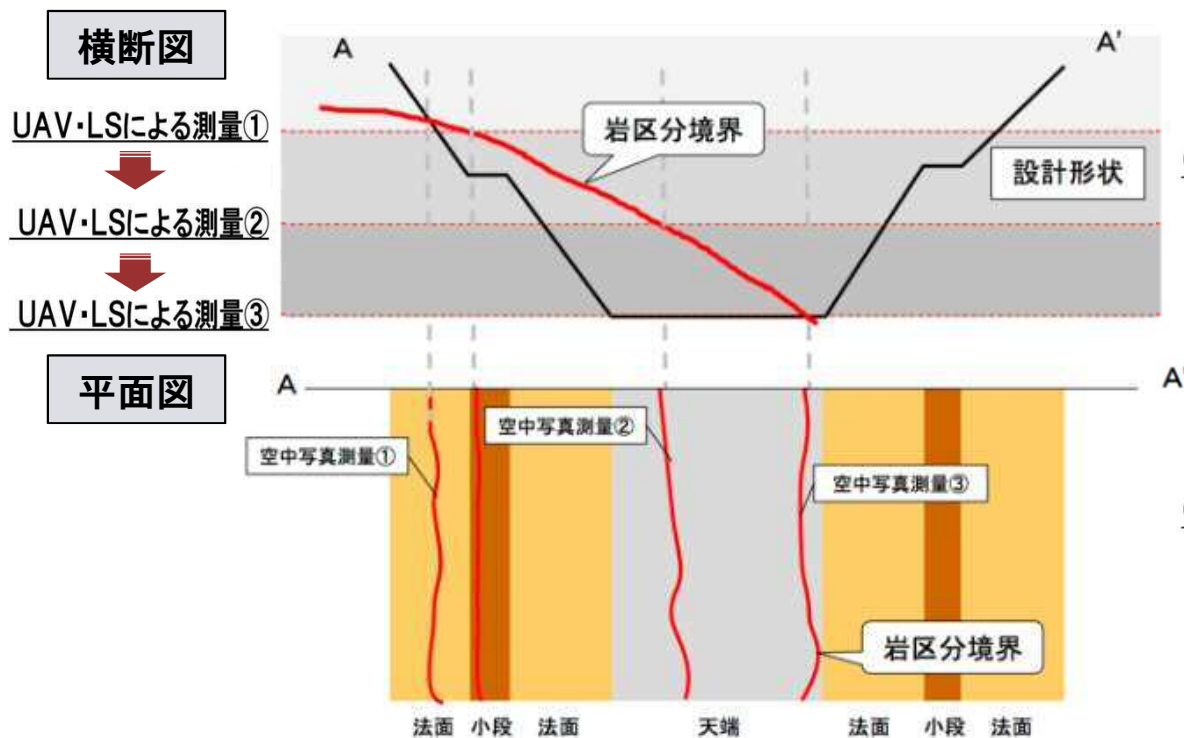 横断図
A
A'
UAV・LSによる測量①
岩区分境界
設計形状
UAV・LSによる測量②
UAV・LSによる測量③
平面図
A
A'
空中写真測量①
空中写真測量②
空中写真測量③
岩区分境界
法面 小段 法面 天端 法面 小段 法面